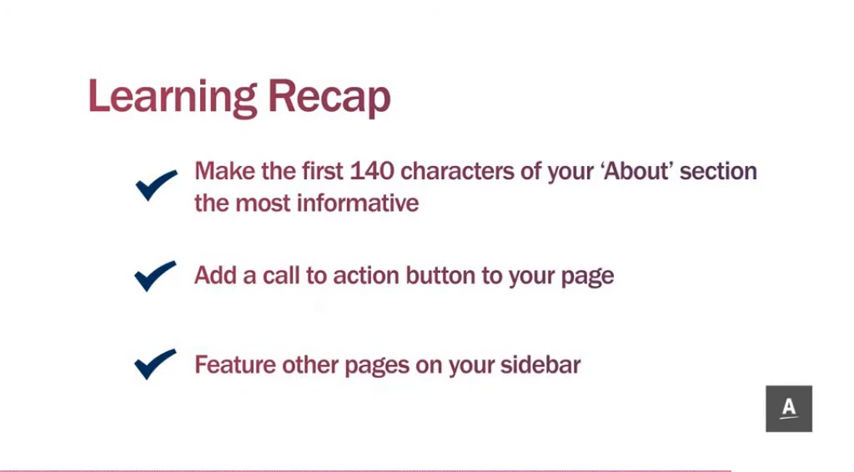 Learning Recap
Make the first 140 characters of your ‘About’ section
the most informative
Add a call to action button to your page
Feature other pages on your sidebar
A